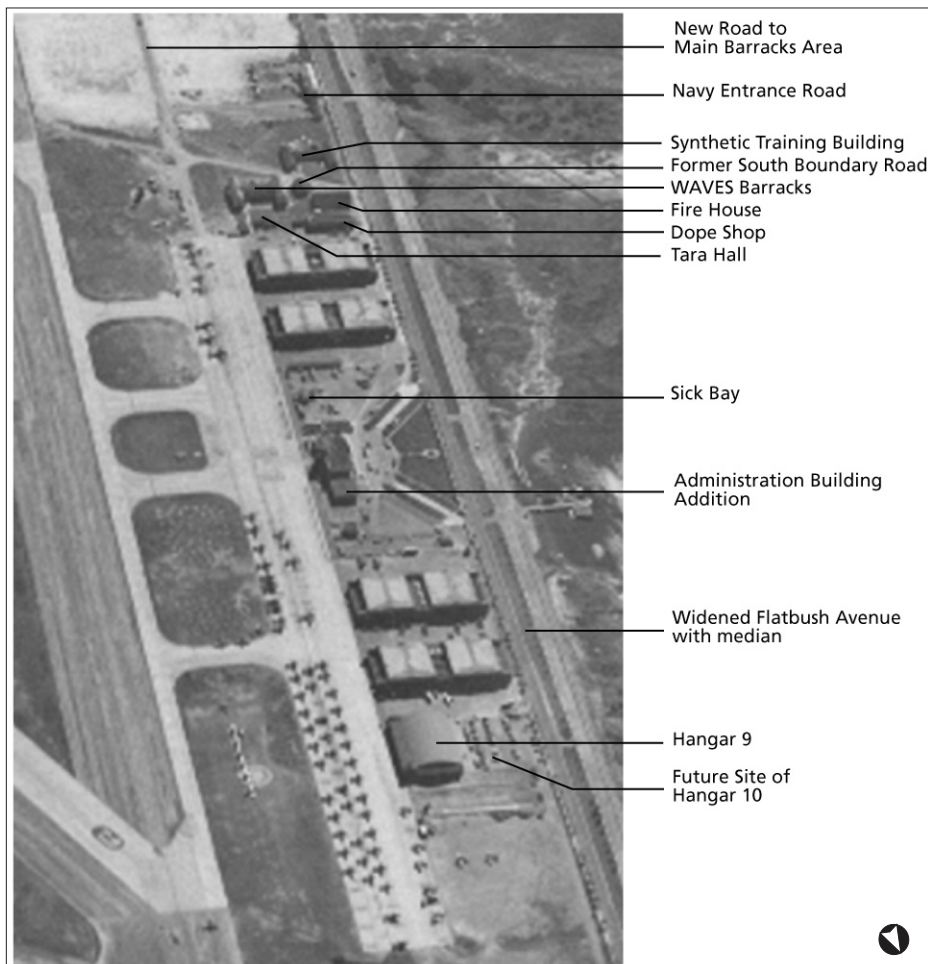 New Road to
Main Barracks Area
Navy Entrance Road
Synthetic Training Building
Former South Boundary Road
WAVES Barracks
Fire House
Dope Shop
Tara Hall
Sick Bay
Administration Building
Addition
Widened Flatbush Avenue
with median
Hangar 9
Future Site of
Hangar 10